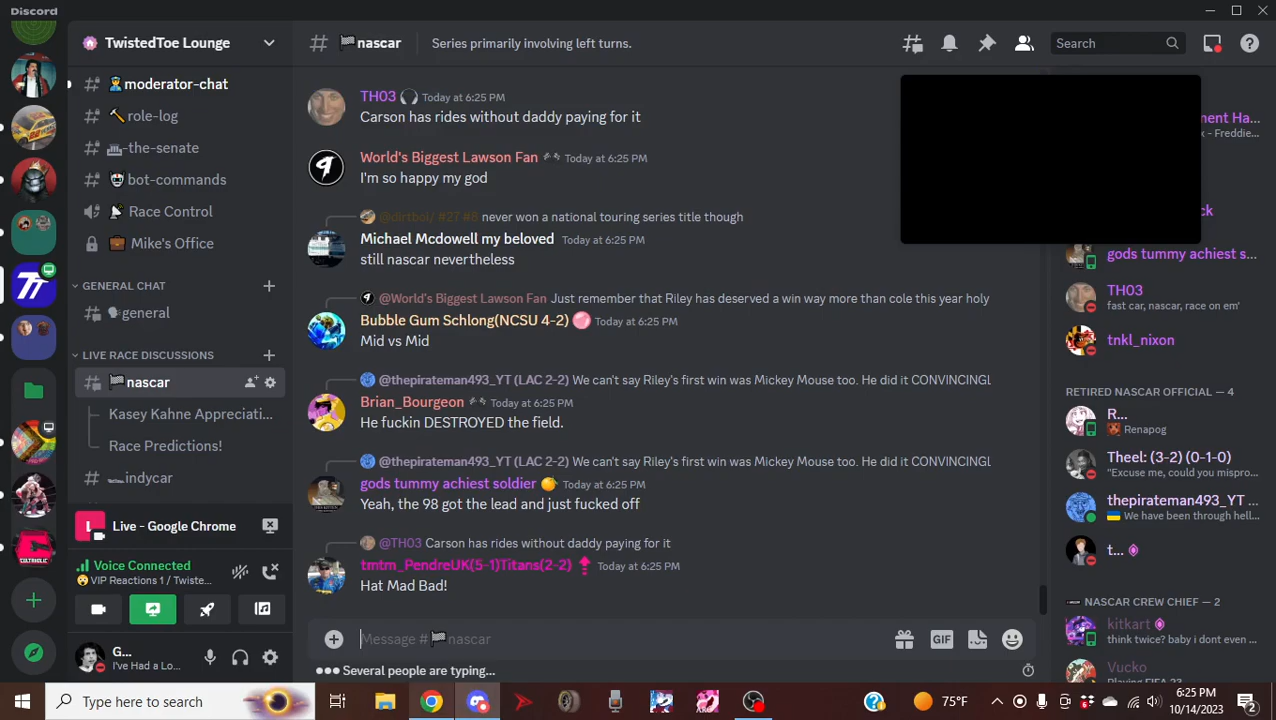 Discord
TwistedToe Lounge
moderator-chat
role-log
-the-senate
bot-commands
Race Control
Mike's Office
GENERAL CHAT
general
LIVE RACE DISCUSSIONS
nascar
Kasey Kahne Appreciati...
Race Predictions!
-indycar
Live - Google Chrome
Voice Connected
VIP Reactions 1 / Twiste...
G...
I've Had a Lo...
# nascar
Series primarily involving left turns.
Search
TH03 Today at 6:25 PM
Carson has rides without daddy paying for it
World's Biggest Lawson Fan Today at 6:25 PM
I'm so happy my god
@dirtbol/ #27 #8 never won a national touring series title though
Michael Mcdowell my beloved Today at 6:25 PM
still nascar nevertheless
@World's Biggest Lawson Fan Just remember that Riley has deserved a win way more than cole this year holy
Bubble Gum Schlong(NCSU 4-2) Today at 6:25 PM
Mid vs Mid
@thepirateman493_YT (LAC 2-2) We can't say Riley's first win was Mickey Mouse too. He did it CONVINCINGL
Brian_Bourgeon Today at 6:25 PM
He fuckin DESTROYED the field.
@thepirateman493_YT (LAC 2-2) We can't say Riley's first win was Mickey Mouse too. He did it CONVINCINGL
gods tummy achiest soldier Today at 6:25 PM
Yeah, the 98 got the lead and just fucked off
@TH03 Carson has rides without daddy paying for it
tmtm_PendreUK(5-1)Titans(2-2) Today at 6:25 PM
Hat Mad Bad!
Message # nascar
GIF
Several people are typing...
ment Ha...
x - Freddie...
ck
gods tummy achiest s...
TH03
fast car, nascar, race on em'
tnkl_nixon
RETIRED NASCAR OFFICIAL — 4
R...
Renapog
Theel: (3-2) (0-1-0)
"Excuse me, could you mispro...
thepirateman493_YT ...
We have been through hell...
t...
NASCAR CREW CHIEF — 2
kitkart
think twice? baby i dont even ...
Vucko
Playing FIFA 23
Type here to search
75°F
6:25 PM
10/14/2023
2